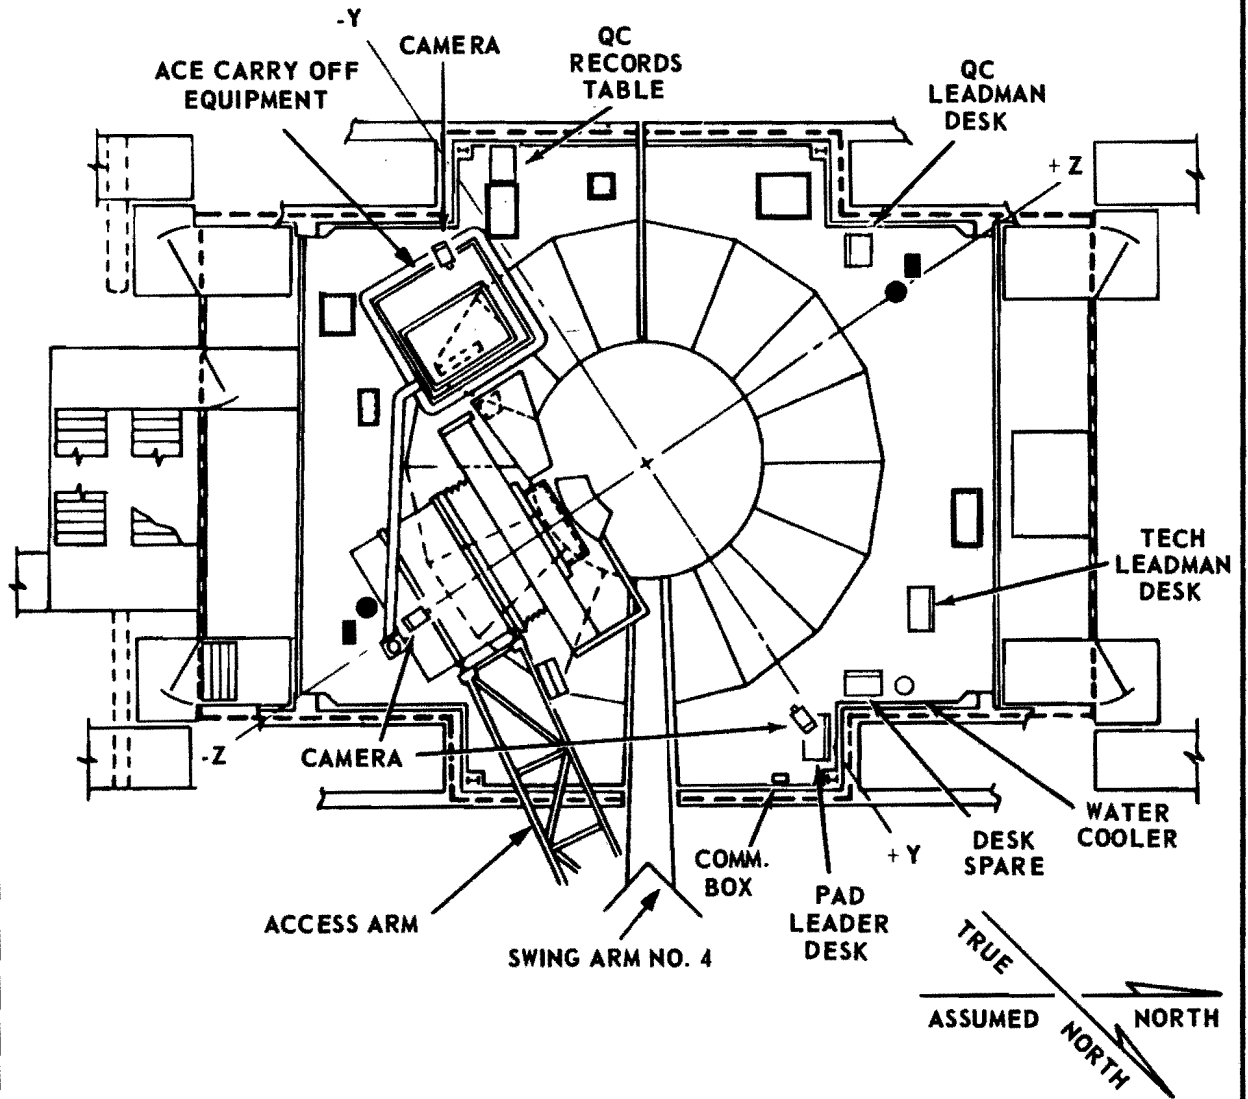 -Y
CAMERA
QC
RECORDS
TABLE
ACE CARRY OFF
EQUIPMENT
QC
LEADMAN
DESK
+ Z
TECH
LEADMAN
DESK
-Z
CAMERA
WATER
COOLER
DESK
SPARE
+ Y
COMM.
BOX
PAD
LEADER
DESK
ACCESS ARM
SWING ARM NO. 4
TRUE
NORTH
ASSUMED NORTH